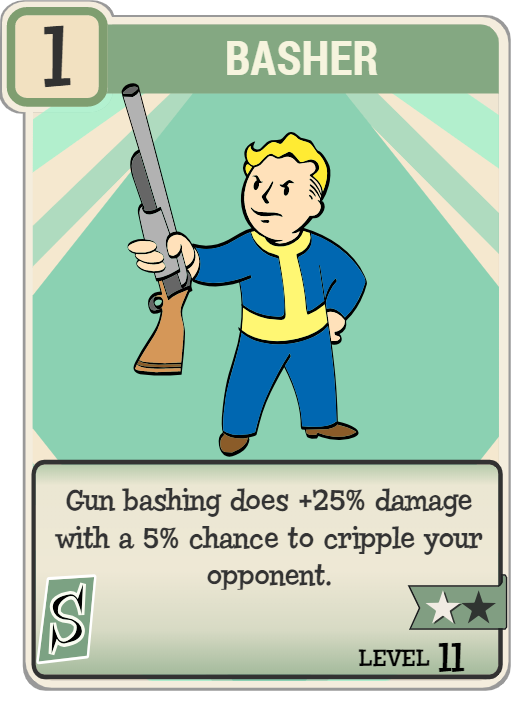 1
BASHER
Gun bashing does +25% damage
with a 5% chance to cripple your
opponent.
S
LEVEL 11